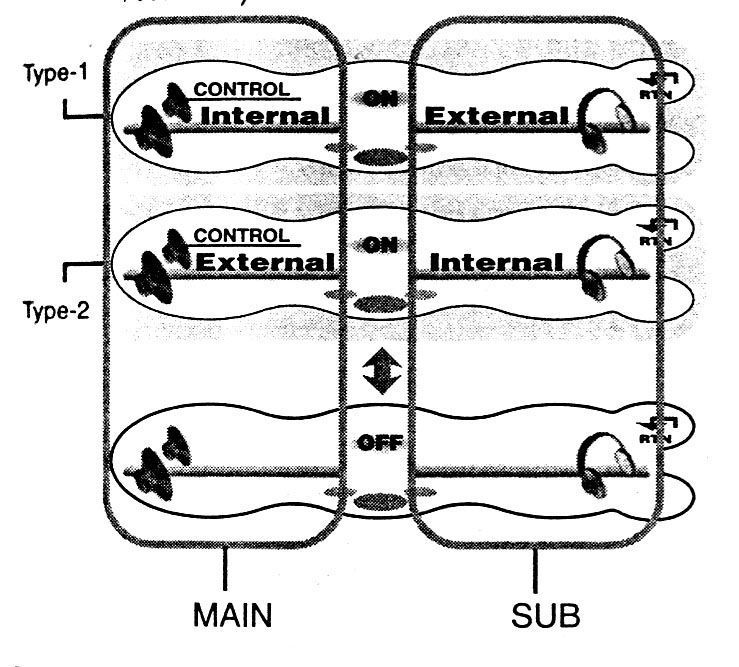 Type-1
CONTROL
Internal
ON
External
RTN
CONTROL
External
ON
Internal
RTN
Type-2
OFF
RTN
MAIN
SUB